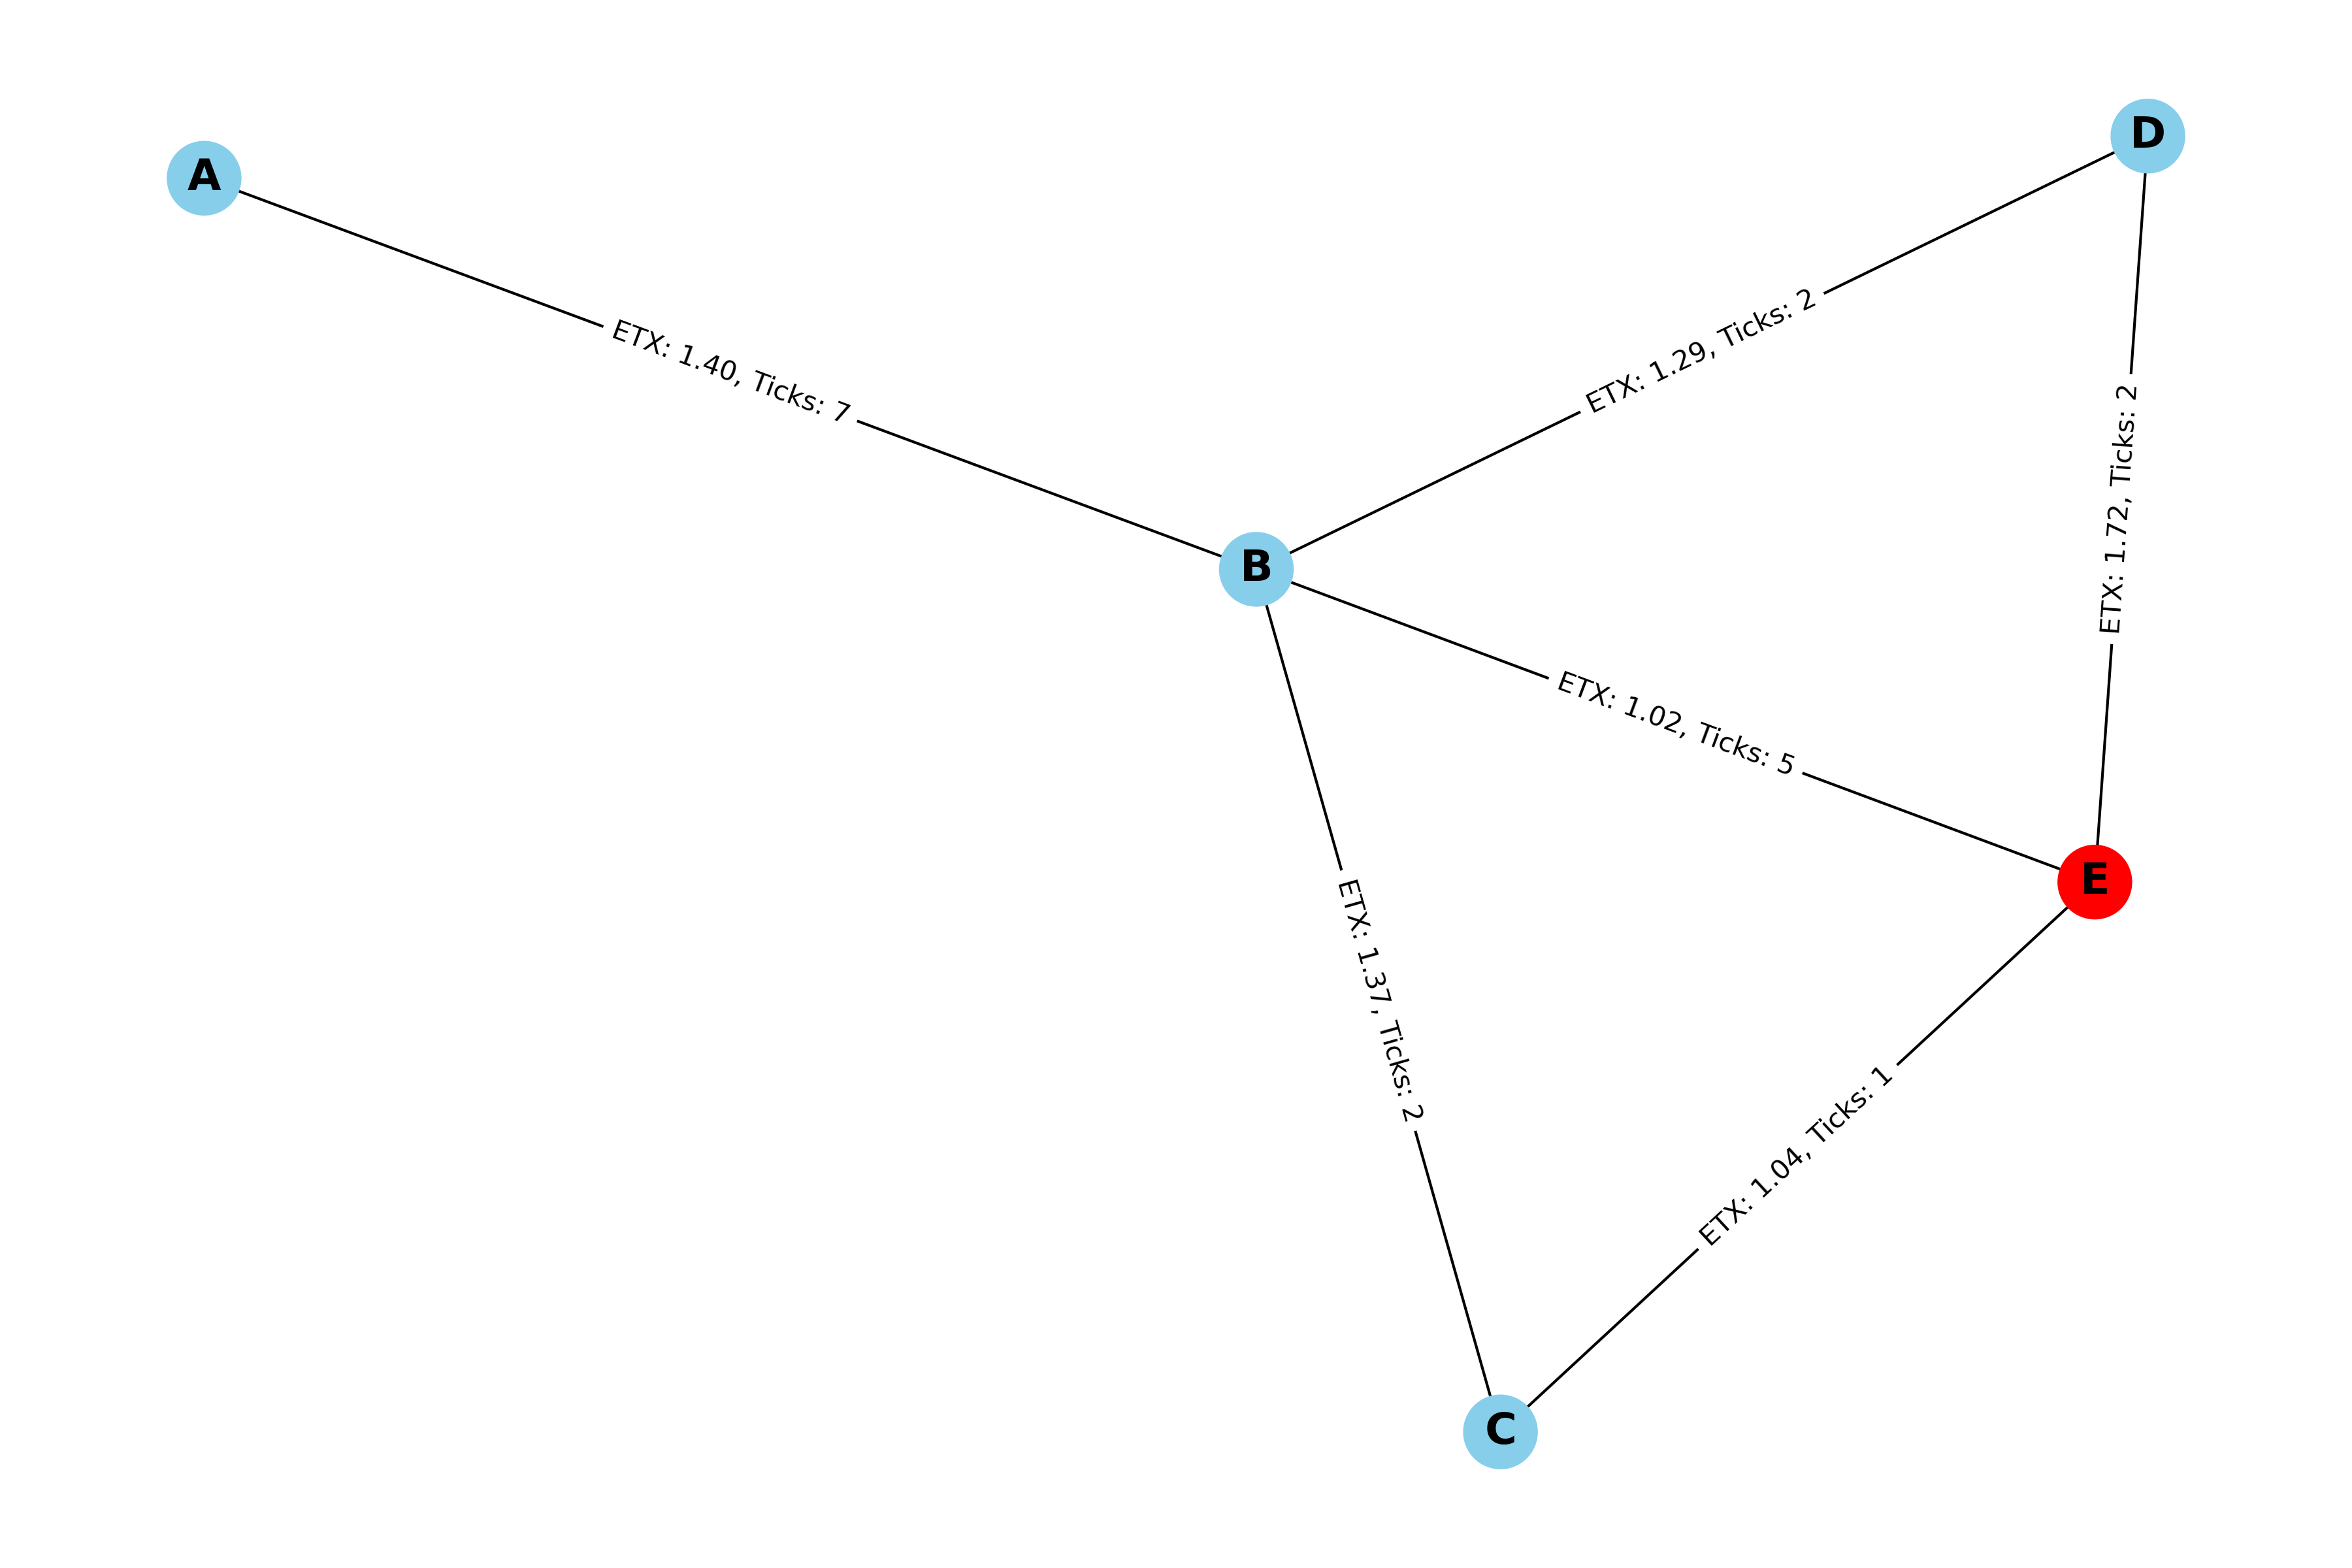 D
A
ETX: 1.29, Ticks: 2
ETX: 1.40, Ticks: 7
ETX: 1.72, Ticks: 2
B
ETX: 1.02, Ticks: 5
E
ETX: 1.37, Ticks: 2
ETX: 1.04, Ticks: 1
C